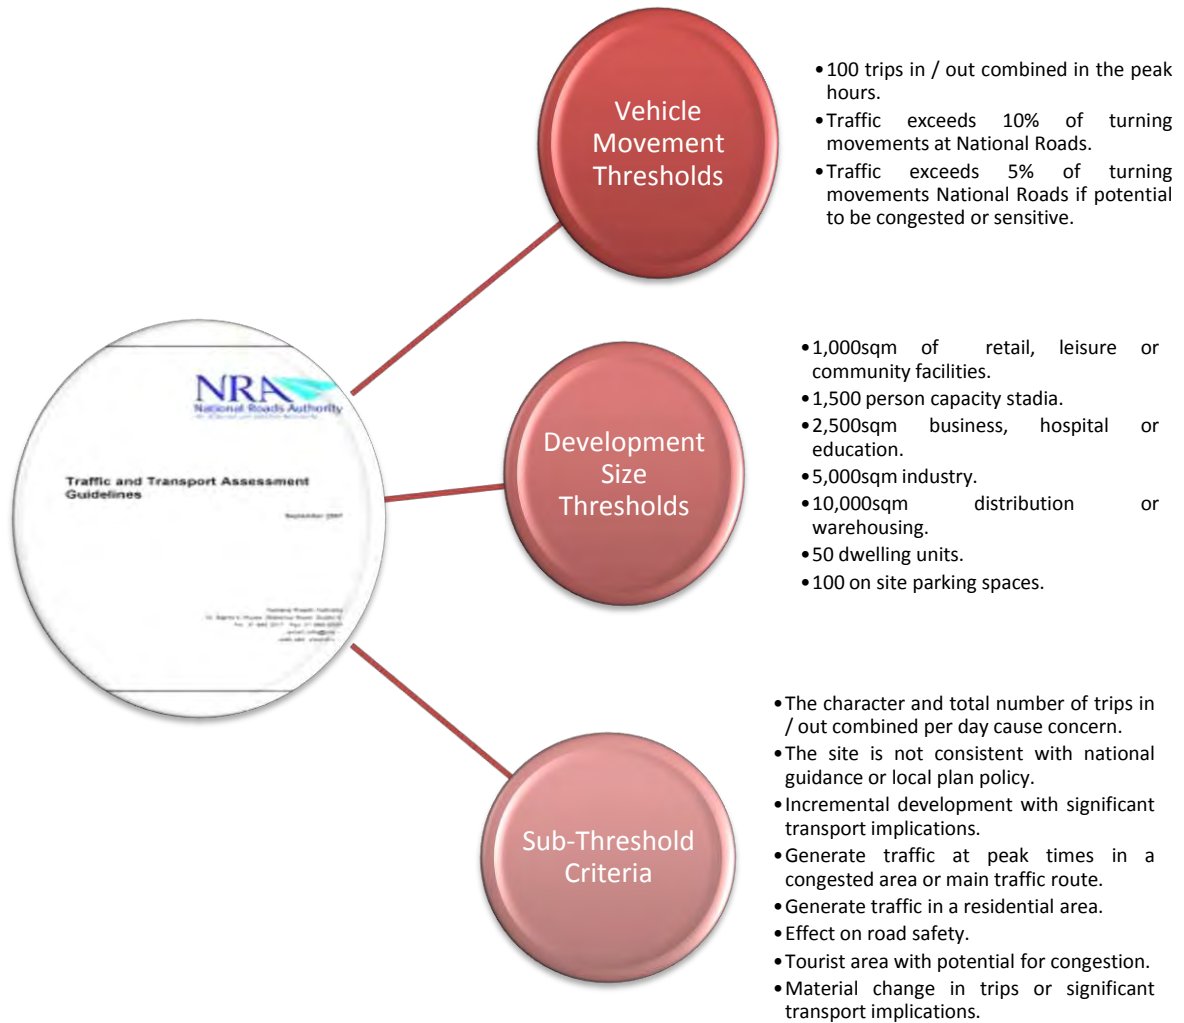 NRA
National Roads Authority
Traffic and Transport Assessment
Guidelines
September 2007
Vehicle
Movement
Thresholds
•100 trips in / out combined in the peak
hours.
•Traffic exceeds 10% of turning
movements at National Roads.
•Traffic exceeds 5% of turning
movements National Roads if potential
to be congested or sensitive.
Development
Size
Thresholds
•1,000sqm of retail, leisure or
community facilities.
•1,500 person capacity stadia.
•2,500sqm business, hospital or
education.
•5,000sqm industry.
•10,000sqm distribution or
warehousing.
•50 dwelling units.
•100 on site parking spaces.
Sub-Threshold
Criteria
•The character and total number of trips in
/ out combined per day cause concern.
•The site is not consistent with national
guidance or local plan policy.
•Incremental development with significant
transport implications.
•Generate traffic at peak times in a
congested area or main traffic route.
•Generate traffic in a residential area.
•Effect on road safety.
•Tourist area with potential for congestion.
•Material change in trips or significant
transport implications.